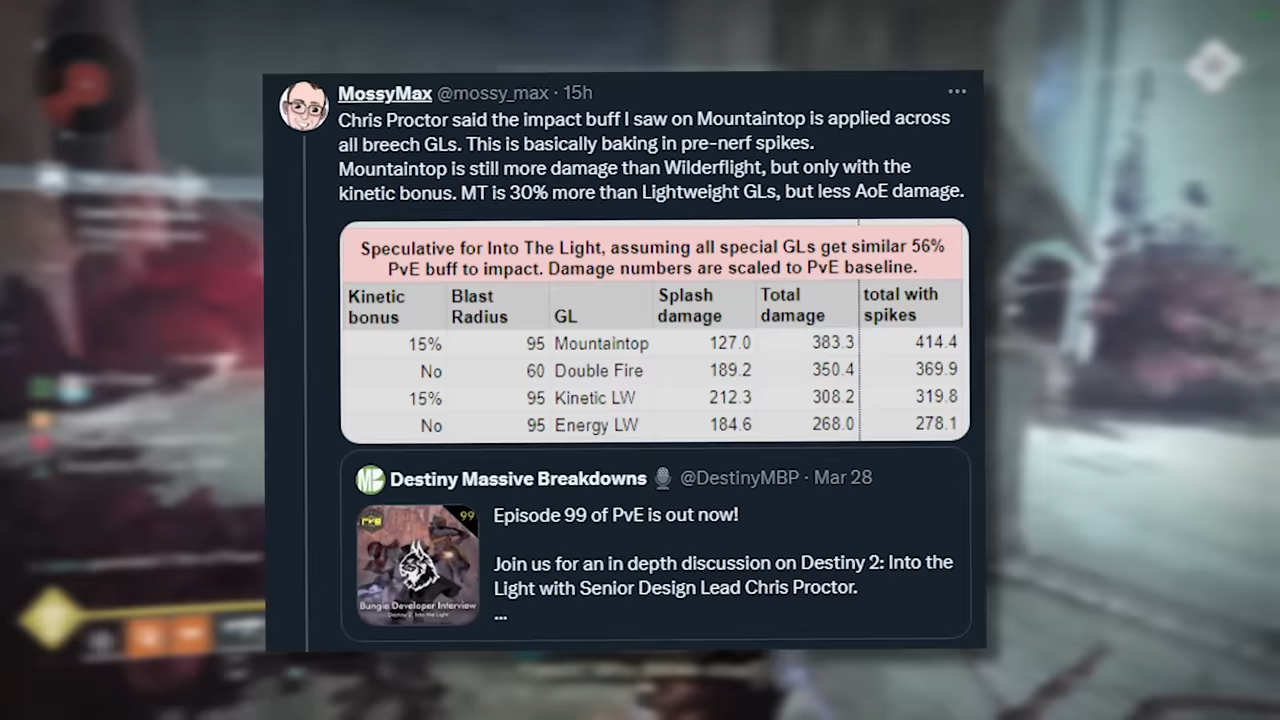 MossyMax @mossy_max · 15h
Chris Proctor said the impact buff I saw on Mountaintop is applied across
all breech GLs. This is basically baking in pre-nerf spikes.
Mountaintop is still more damage than Wilderflight, but only with the
kinetic bonus. MT is 30% more than Lightweight GLs, but less AoE damage.
Speculative for Into The Light, assuming all special GLs get similar 56%
PvE buff to impact. Damage numbers are scaled to PvE baseline.
Kinetic bonus Blast Radius GL Splash damage Total damage total with spikes
15% 95 Mountaintop 127.0 383.3 414.4
No 60 Double Fire 189.2 350.4 369.9
15% 95 Kinetic LW 212.3 308.2 319.8
No 95 Energy LW 184.6 268.0 278.1
Destiny Massive Breakdowns @DestinyMBP · Mar 28
PVE 99
Bungie Developer Interview
Destiny 2: Into the Light
Episode 99 of PvE is out now!
Join us for an in depth discussion on Destiny 2: Into the
Light with Senior Design Lead Chris Proctor.
...